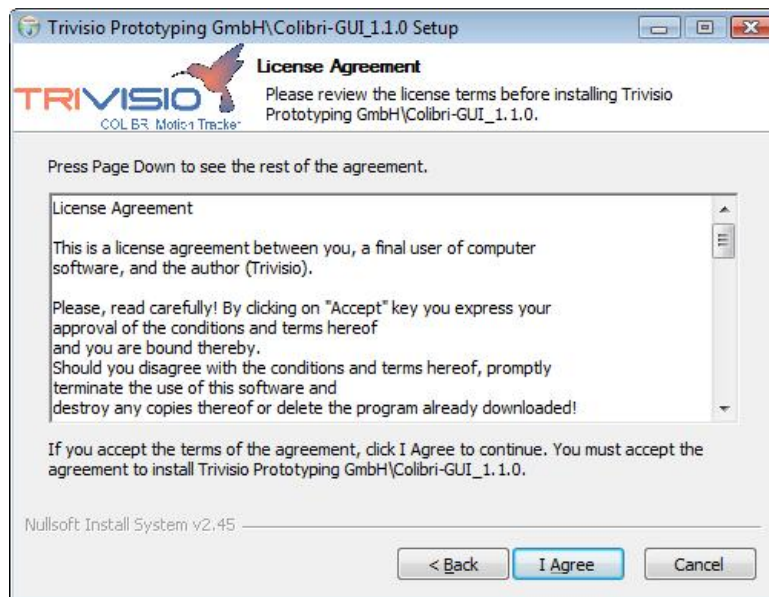 Trivisio Prototyping GmbH\Colibri-GUI_1.1.0 Setup
TRIVISIO
COLIBRI Motion Tracker
License Agreement
Please review the license terms before installing Trivisio
Prototyping GmbH\Colibri-GUI_1.1.0.
Press Page Down to see the rest of the agreement.
License Agreement
This is a license agreement between you, a final user of computer
software, and the author (Trivisio).
Please, read carefully! By clicking on "Accept" key you express your
approval of the conditions and terms hereof
and you are bound thereby.
Should you disagree with the conditions and terms hereof, promptly
terminate the use of this software and
destroy any copies thereof or delete the program already downloaded!
If you accept the terms of the agreement, click I Agree to continue. You must accept the
agreement to install Trivisio Prototyping GmbH\Colibri-GUI_1.1.0.
Nullsoft Install System v2.45
< Back
I Agree
Cancel